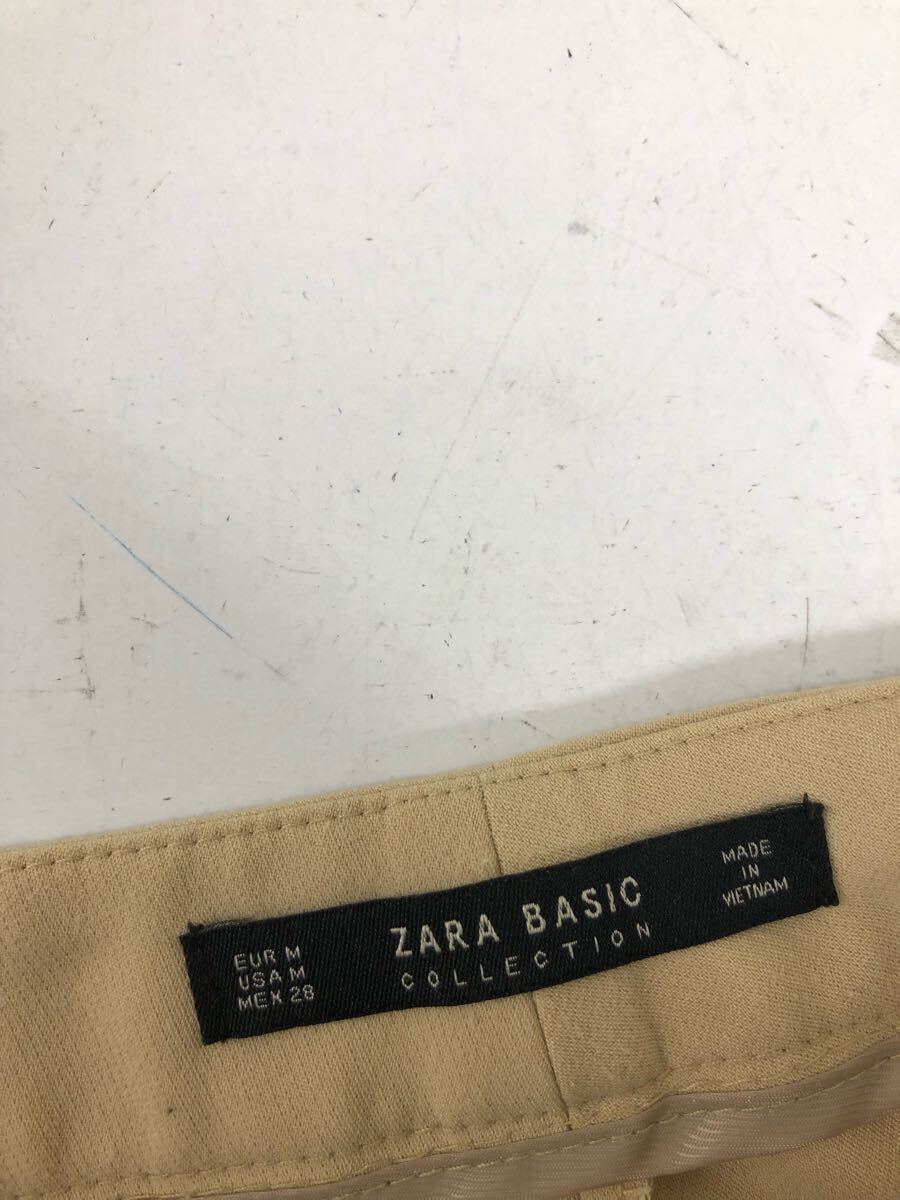 EUR M
USA M
MEX 28
ZARA BASIC
COLLECTION
MADE
IN
VIETNAM